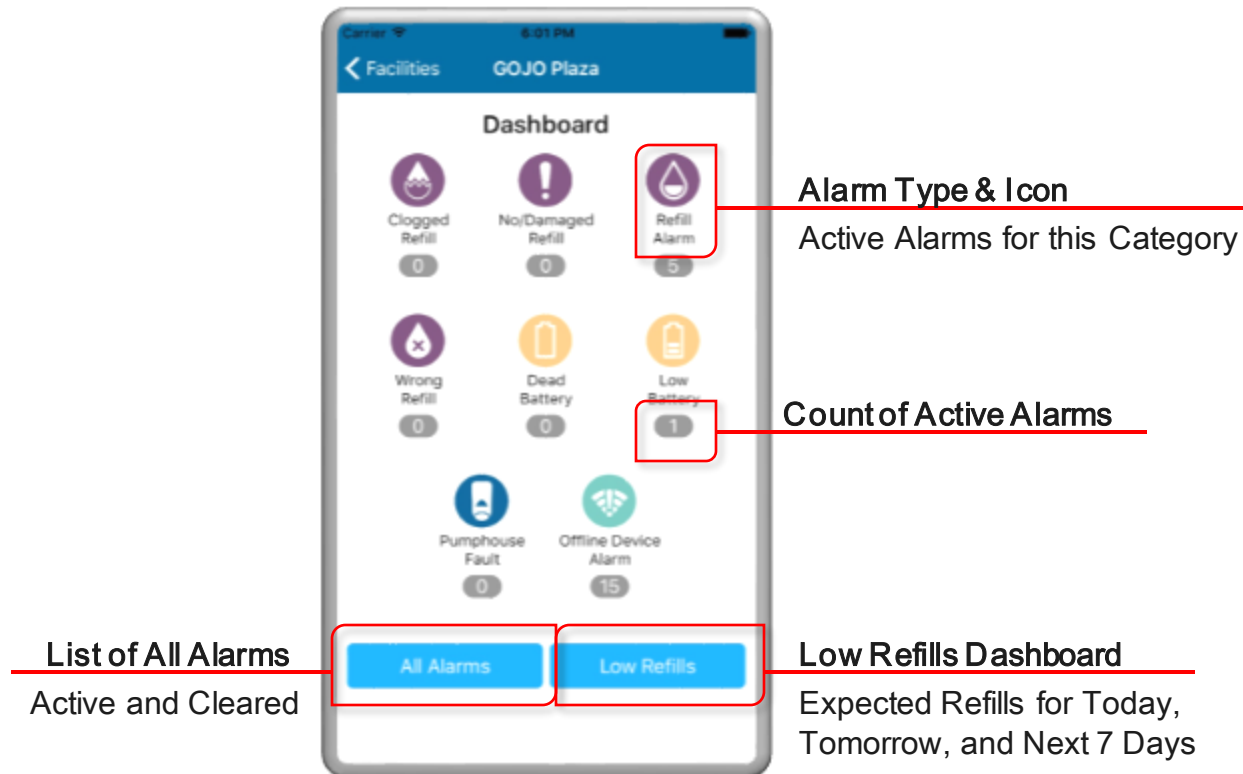 Carrier 6:01 PM
Facilities GOJO Plaza
Dashboard
Clogged
Refill
0
No/Damaged
Refill
0
Refill
Alarm
5
Alarm Type & Icon
Active Alarms for this Category
Wrong
Refill
0
Dead
Battery
0
Low
Battery
1
Count of Active Alarms
Pumphouse
Fault
0
Offline Device
Alarm
15
List of All Alarms
Active and Cleared
All Alarms
Low Refills
Low Refills Dashboard
Expected Refills for Today,
Tomorrow, and Next 7 Days